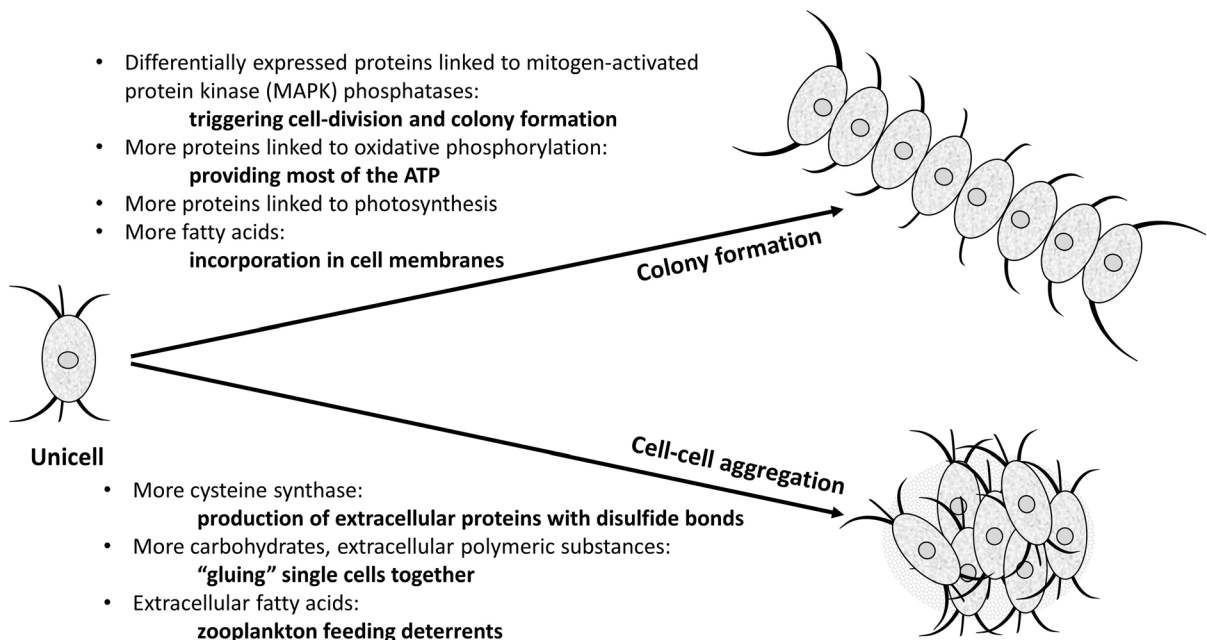 • Differentially expressed proteins linked to mitogen-activated
protein kinase (MAPK) phosphatases:
triggering cell-division and colony formation
• More proteins linked to oxidative phosphorylation:
providing most of the ATP
• More proteins linked to photosynthesis
• More fatty acids:
incorporation in cell membranes
Colony formation
Unicell
Cell-cell aggregation
• More cysteine synthase:
production of extracellular proteins with disulfide bonds
• More carbohydrates, extracellular polymeric substances:
“gluing” single cells together
• Extracellular fatty acids:
zooplankton feeding deterrents